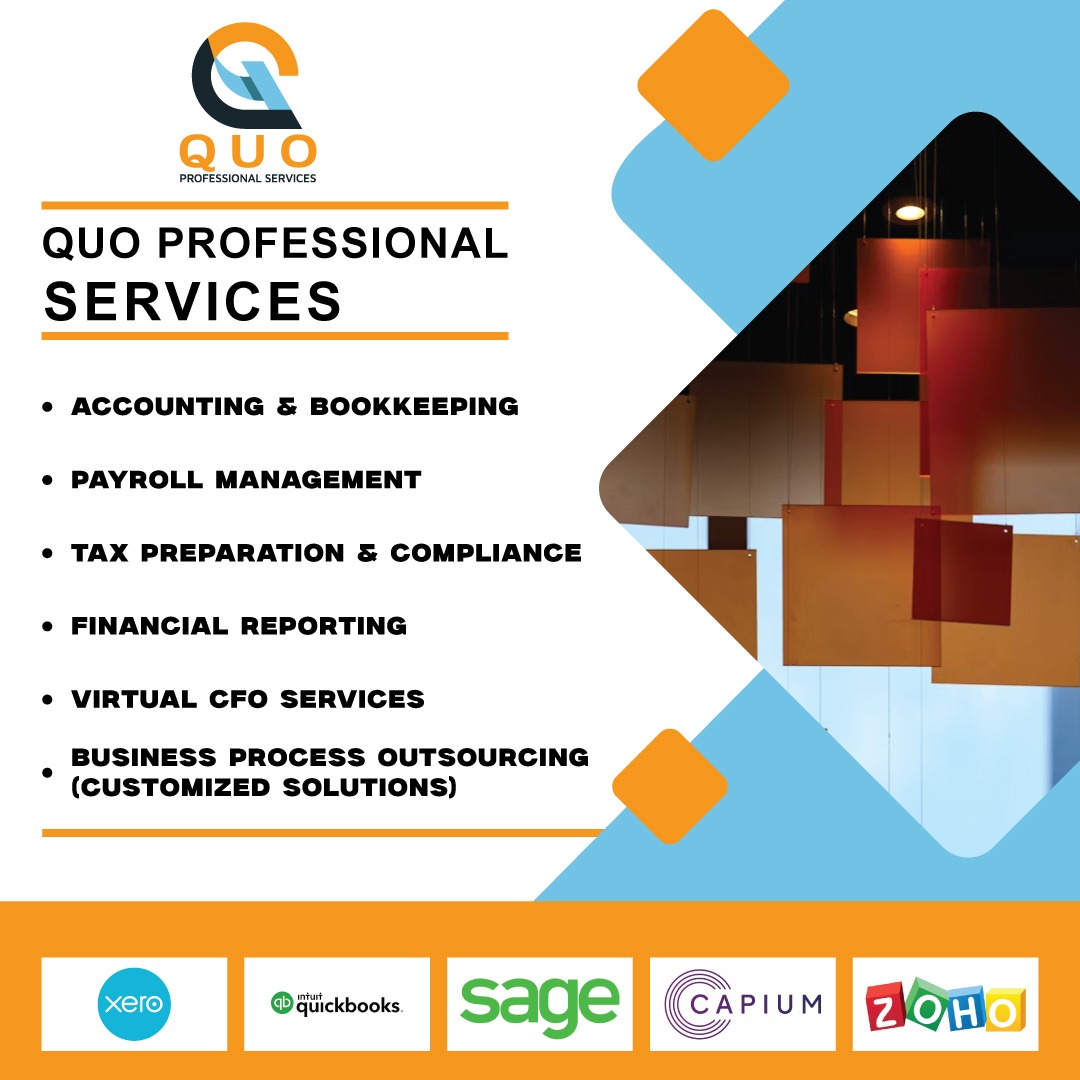 QUO
PROFESSIONAL SERVICES
QUO PROFESSIONAL
SERVICES
• ACCOUNTING & BOOKKEEPING
• PAYROLL MANAGEMENT
• TAX PREPARATION & COMPLIANCE
• FINANCIAL REPORTING
• VIRTUAL CFO SERVICES
• BUSINESS PROCESS OUTSOURCING
(CUSTOMIZED SOLUTIONS)
xero
qb
intuit
quickbooks.
sage
CAPIUM
ZOHO